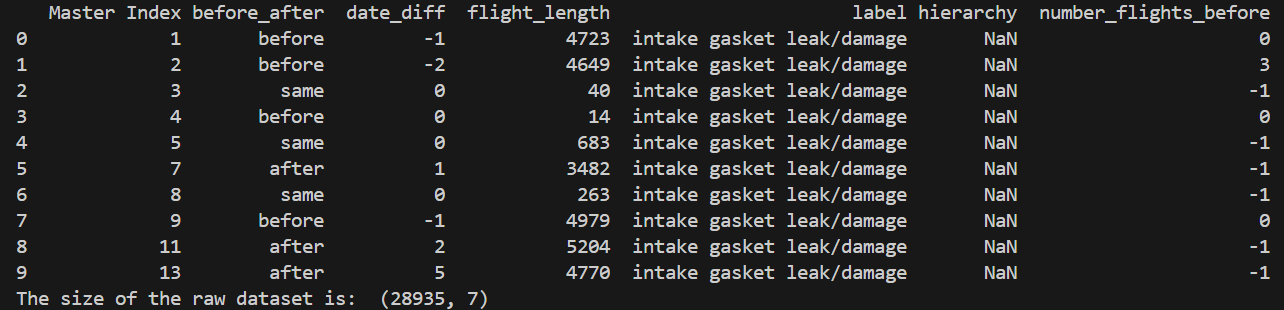 Master Index before_after date_diff flight_length label hierarchy number_flights_before
0 1 before -1 4723 intake gasket leak/damage NaN 0
1 2 before -2 4649 intake gasket leak/damage NaN 3
2 3 same 0 40 intake gasket leak/damage NaN -1
3 4 before 0 14 intake gasket leak/damage NaN 0
4 5 same 0 683 intake gasket leak/damage NaN -1
5 7 after 1 3482 intake gasket leak/damage NaN -1
6 8 same 0 263 intake gasket leak/damage NaN -1
7 9 before -1 4979 intake gasket leak/damage NaN 0
8 11 after 2 5204 intake gasket leak/damage NaN -1
9 13 after 5 4770 intake gasket leak/damage NaN -1
The size of the raw dataset is:  (28935, 7)